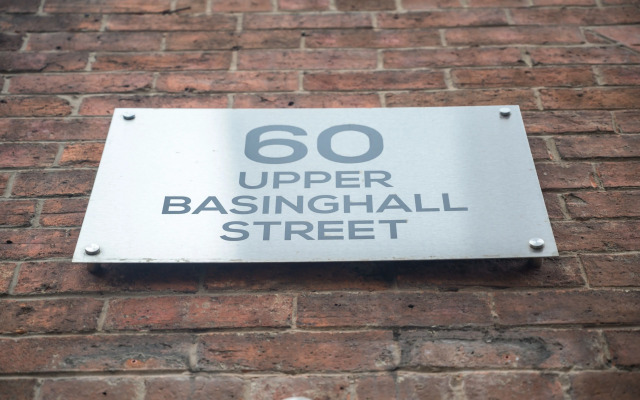 60
UPPER
BASINGHALL
STREET